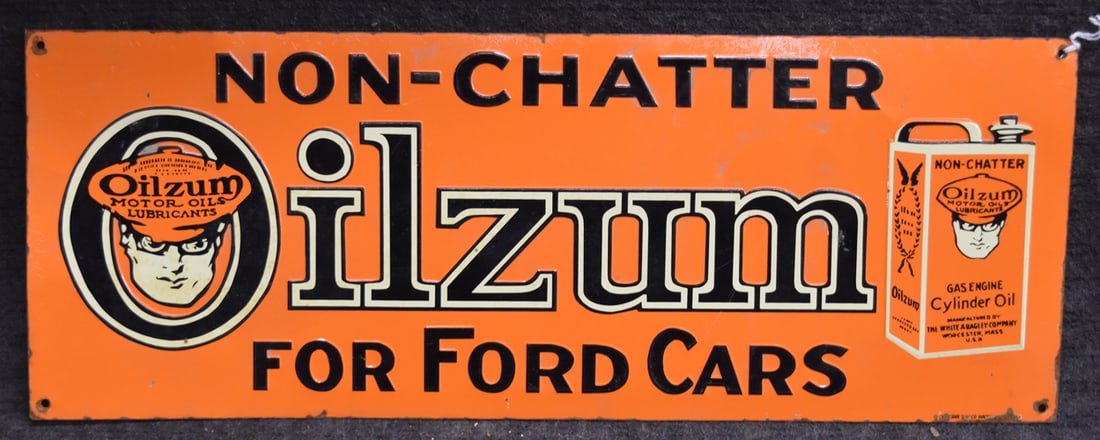 NON-CHATTER
Oilzum
Oilzum
MOTOR OILS
LUBRICANTS
FOR FORD CARS
NON-CHATTER
Oilzum
MOTOR OILS
LUBRICANTS
GAS ENGINE
Cylinder Oil
MANUFACTURED BY
THE WHITE & BAGLEY COMPANY
WORCESTER, MASS.
U.S.A
Oilzum